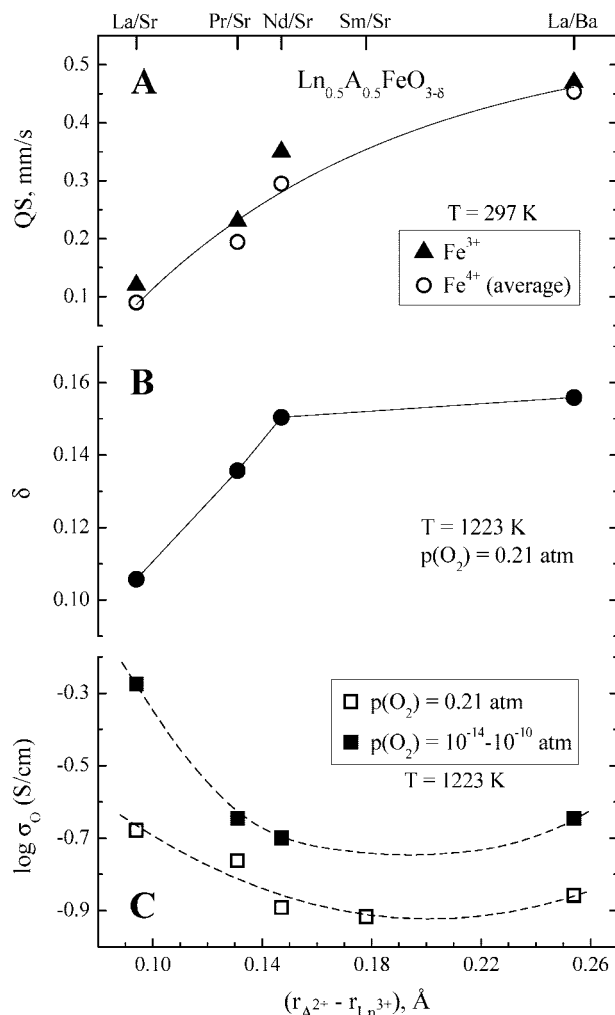 La/Sr Pr/Sr Nd/Sr Sm/Sr La/Ba
A
Ln₀.₅A₀.₅FeO₃₋δ
0.5
0.4
0.3
0.2
0.1
QS, mm/s
T = 297 K
Fe³⁺
Fe⁴⁺ (average)
B
0.16
0.14
0.12
0.10
δ
T = 1223 K
p(O₂) = 0.21 atm
-0.3
-0.5
-0.7
-0.9
log σ_O (S/cm)
p(O₂) = 0.21 atm
p(O₂) = 10⁻¹⁴-10⁻¹⁰ atm
T = 1223 K
C
0.10 0.14 0.18 0.22 0.26
(r_A²⁺ - r_Ln³⁺), Å